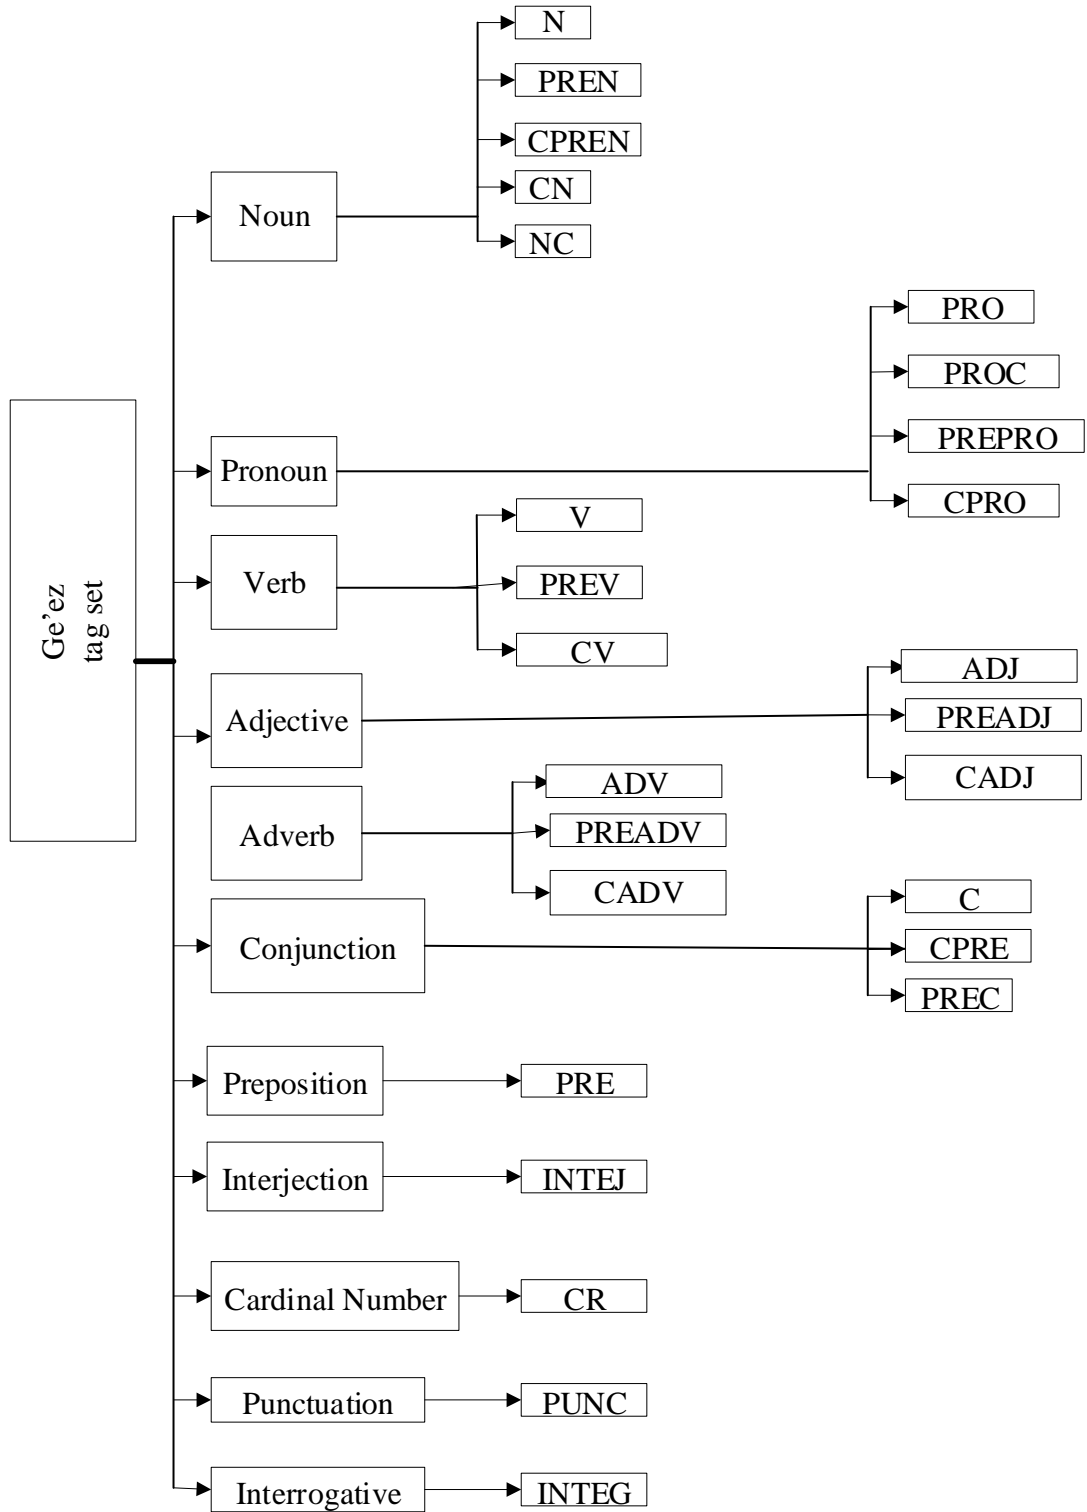 Ge’ez
tag set
Noun
N
PREN
CPREN
CN
NC
Pronoun
PRO
PROC
PREPRO
CPRO
Verb
V
PREV
CV
Adjective
ADJ
PREADJ
CADJ
Adverb
ADV
PREADV
CADV
Conjunction
C
CPRE
PREC
Preposition
PRE
Interjection
INTEJ
Cardinal Number
CR
Punctuation
PUNC
Interrogative
INTEG